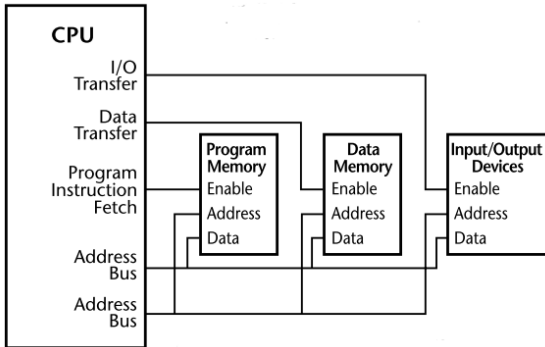 CPU
I/O
Transfer
Data
Transfer
Program
Instruction
Fetch
Address
Bus
Address
Bus
Program
Memory
Enable
Address
Data
Data
Memory
Enable
Address
Data
Input/Output
Devices
Enable
Address
Data